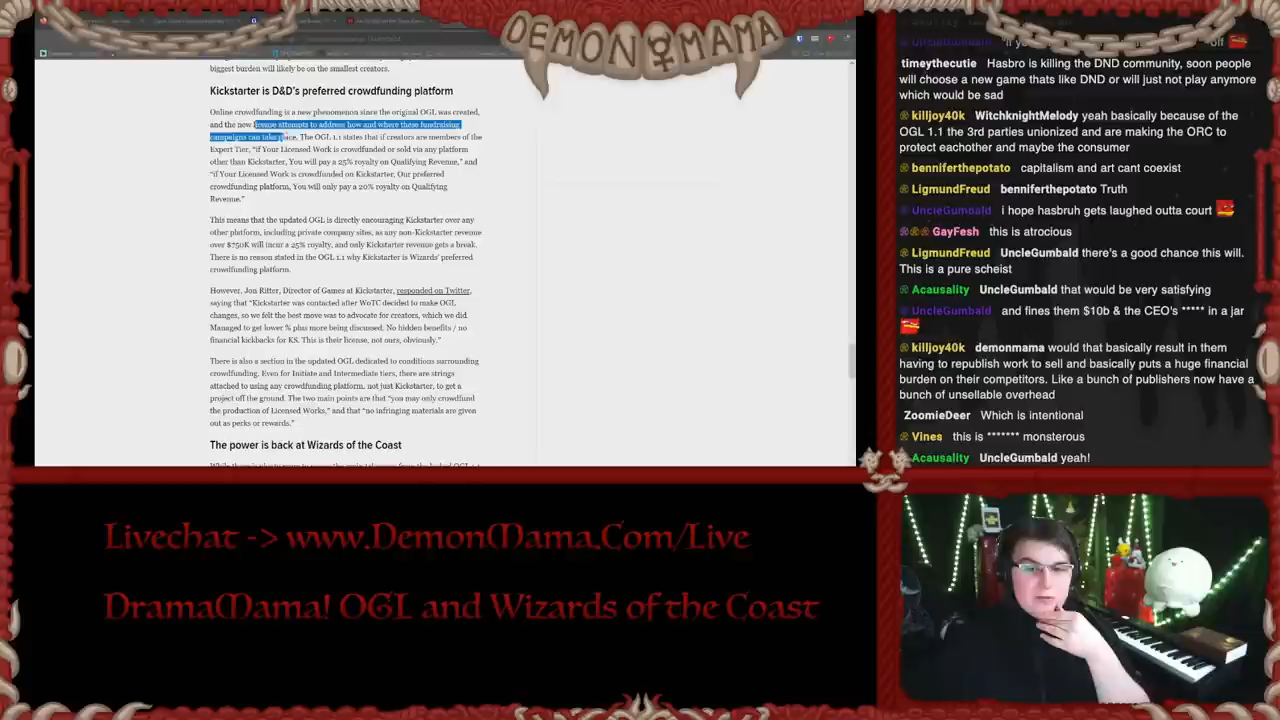 DEMON MAMA
biggest burden will likely be on the smallest creators.
Kickstarter is D&D's preferred crowdfunding platform
Online crowdfunding is a new phenomenon since the original OGL was created,
and the new license attempts to address how and where these fundraising
campaigns can take place. The OGL 1.1 states that if creators are members of the
Expert Tier, "if Your Licensed Work is crowdfunded or sold via any platform
other than Kickstarter, You will pay a 25% royalty on Qualifying Revenue," and
"if Your Licensed Work is crowdfunded on Kickstarter, Our preferred
crowdfunding platform, You will only pay a 20% royalty on Qualifying
Revenue."
This means that the updated OGL is directly encouraging Kickstarter over any
other platform, including private company sites, as any non-Kickstarter revenue
over $750K will incur a 25% royalty, and only Kickstarter revenue gets a break.
There is no reason stated in the OGL 1.1 why Kickstarter is Wizards' preferred
crowdfunding platform.
However, Jon Ritter, Director of Games at Kickstarter, responded on Twitter,
saying that "Kickstarter was contacted after WoTC decided to make OGL
changes, so we felt the best move was to advocate for creators, which we did.
Managed to get lower % plus more being discussed. No hidden benefits / no
financial kickbacks for KS. This is their license, not ours, obviously."
There is also a section in the updated OGL dedicated to conditions surrounding
crowdfunding. Even for Initiate and Intermediate tiers, there are strings
attached to using any crowdfunding platform, not just Kickstarter, to get a
project off the ground. The two main points are that "you may only crowdfund
the production of Licensed Works," and that "no infringing materials are given
out as perks or rewards."
The power is back at Wizards of the Coast
timeythecutie Hasbro is killing the DND community, soon people
will choose a different game to play or will just not play anymore
which would be sad
because of making
OGL 1.1 the 3rd parties unionized and are making ORC to
protect eachother and maybe the community
benniferthepotato capitalism and art cant coexist
LigmundFreud benniferthepotato Truth
UncleGumbald i hope hasbruh gets laughed outta court
GayFesh this is atrocious
LigmundFreud UncleGumbald there's a good chance this will.
This is a pure scheist
Acausality UncleGumbald that would be very satisfying
UncleGumbald and fines them $10b & the CEO's ***** in a jar
killjoy40k demonmama would that basically result in them
having to republish work to sell and basically be a massive
burden on their competitors. Like a bunch of publishers now have a
bunch of unsellable overhead
ZoomieDeer Which is intentional
Vines this is ******* monsterous
Acausality UncleGumbald yeah!
Livechat -> www.DemonMama.Com/Live
DramaMama! OGL and Wizards of the Coast